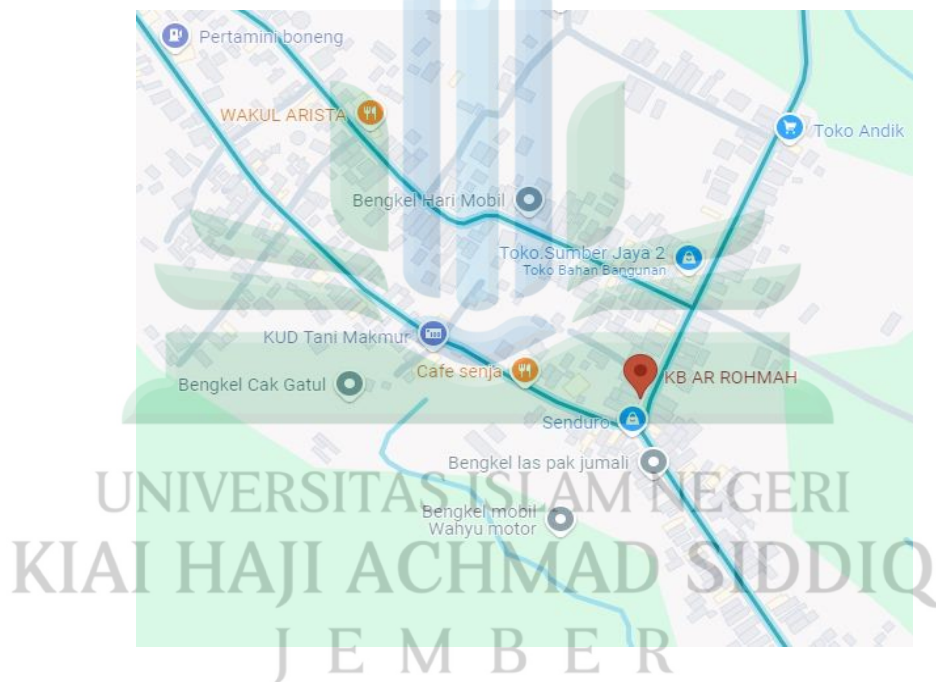 Pertamini boneng
WAKUL ARISTA
Toko Andik
Bengkel Hari Mobil
Toko.Sumber Jaya 2
Toko Bahan Bangunan
KUD Tani Makmur
Cafe senja
KB AR ROHMAH
Bengkel Cak Gatul
Senduro
Bengkel las pak jumali
UNIVERSITAS ISLAM NEGERI
Bengkel mobil
Wahyu motor
KIAI HAJI ACHMAD SIDDIQ
JEMBER